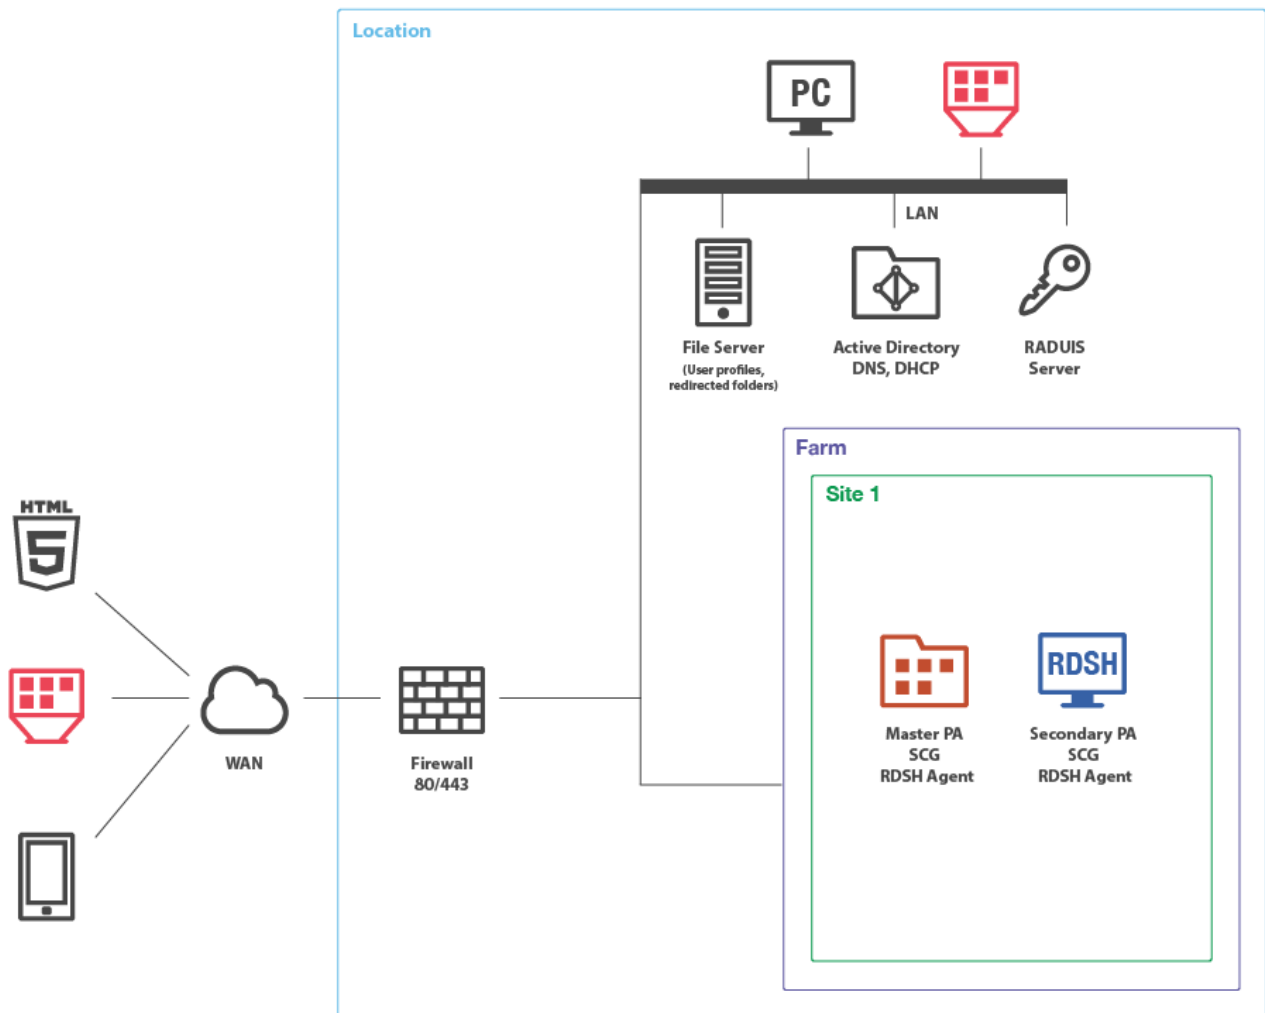 Location
PC
LAN
File Server
(User profiles,
redirected folders)
Active Directory
DNS, DHCP
RADUIS
Server
Farm
Site 1
HTML
5
WAN
Firewall
80/443
Master PA
SCG
RDSH Agent
RDSH
Secondary PA
SCG
RDSH Agent